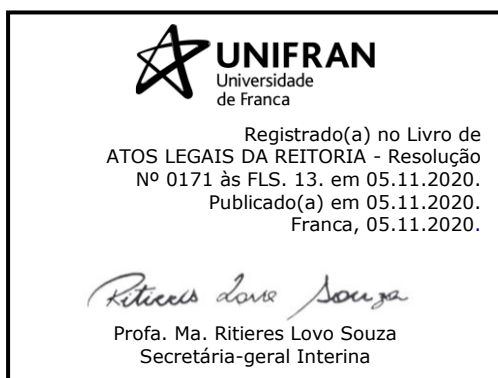 UNIFRAN
Universidade
de Franca
Registrado(a) no Livro de
ATOS LEGAIS DA REITORIA - Resolução
Nº 0171 às FLS. 13. em 05.11.2020.
Publicado(a) em 05.11.2020.
Franca, 05.11.2020.
Ritieres Lovo Souza
Profa. Ma. Ritieres Lovo Souza
Secretária-geral Interina